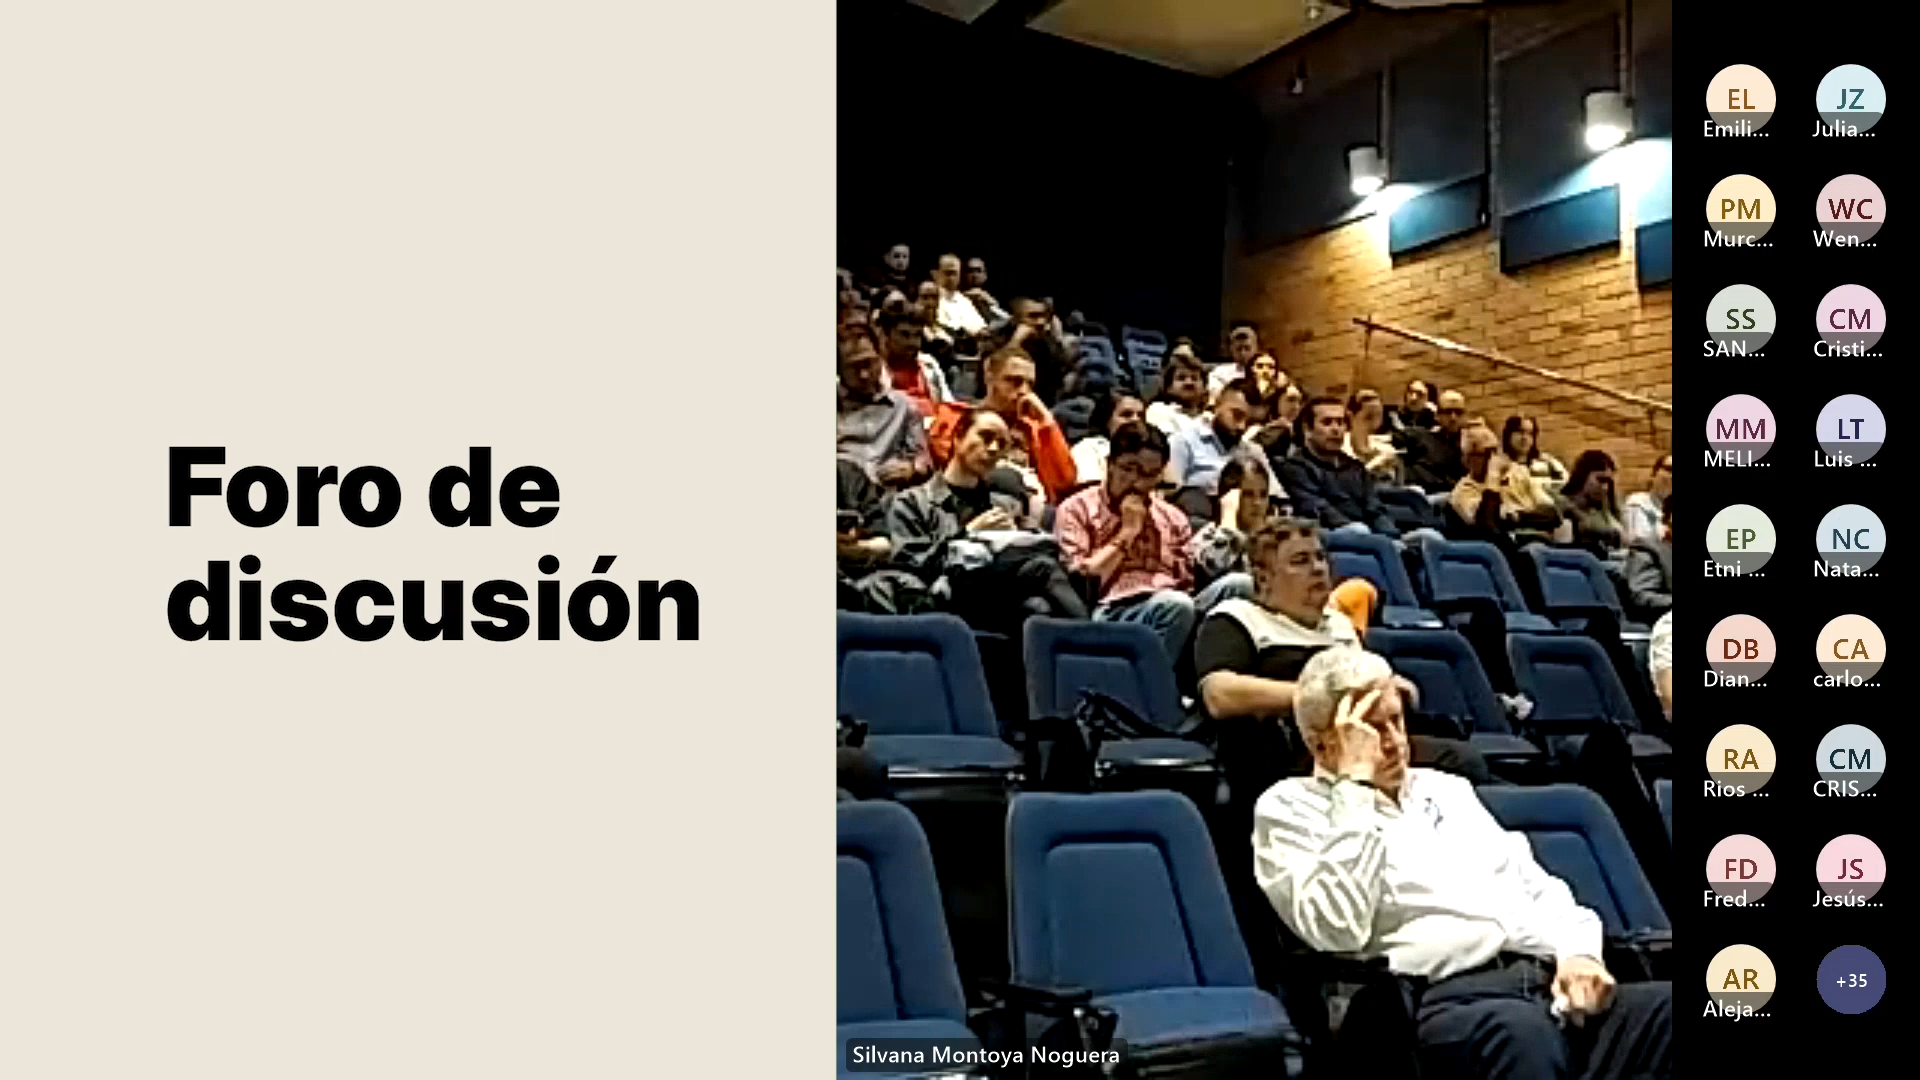 Foro de
discusión
Silvana Montoya Noguera
EL
Emili...
JZ
Julia...
PM
Murc...
WC
Wen...
SS
SAN...
CM
Cristi...
MM
MELI...
LT
Luis ...
EP
Etni ...
NC
Nata...
DB
Dian...
CA
carlo...
RA
Rios ...
CM
CRIS...
FD
Fred...
JS
Jesús...
AR
Aleja...
+35